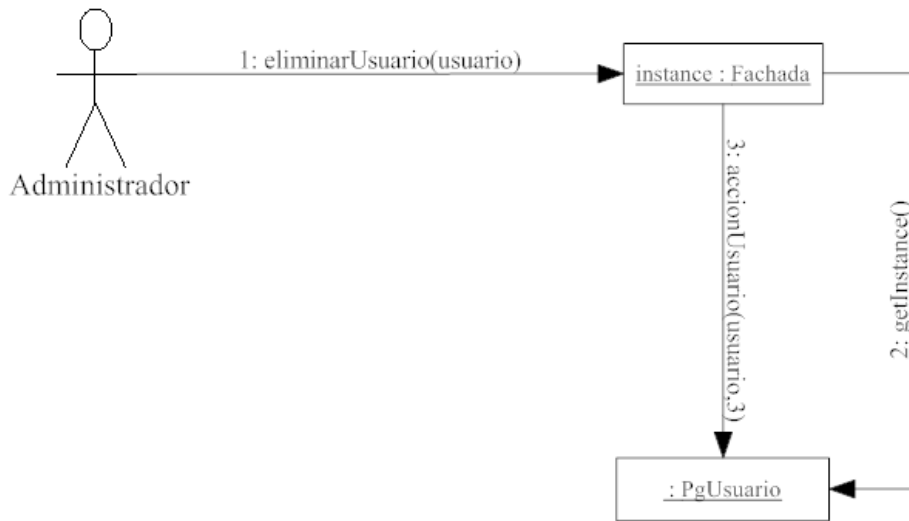 1: eliminarUsuario(usuario)
instance : Fachada
Administrador
3: accionUsuario(usuario,3)
2: getInstance()
: PgUsuario